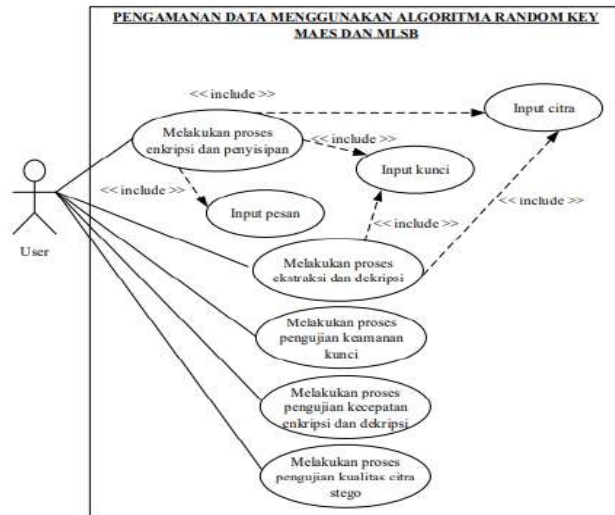 PENGAMANAN DATA MENGGUNAKAN ALGORITMA RANDOM KEY
MAES DAN MLSB
<< include >>
Input citra
Melakukan proses
enkripsi dan penyisipan
<< include >>
Input kunci
<< include >>
<< include >>
Input pesan
<< include >>
User
Melakukan proses
ekstraksi dan dekripsi
Melakukan proses
pengujian keamanan
kunci
Melakukan proses
pengujian kecepatan
enkripsi dan dekripsi
Melakukan proses
pengujian kualitas citra
stego